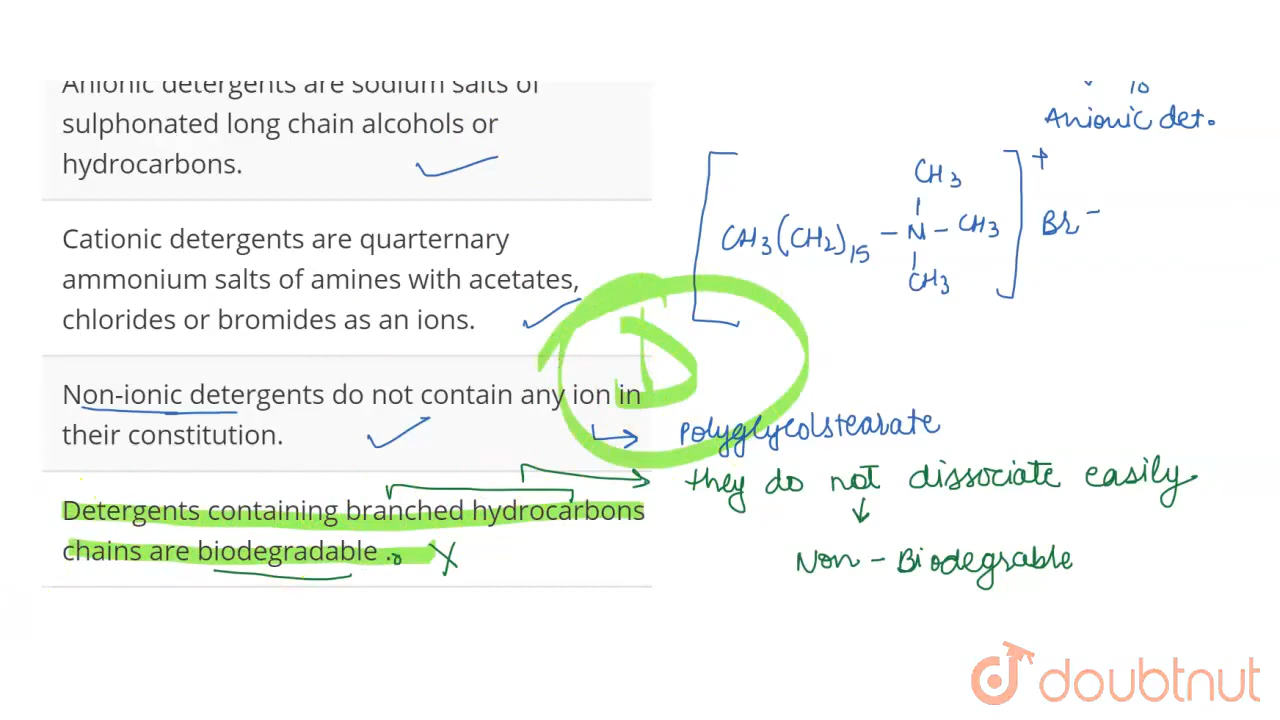 Anionic detergents are sodium salts of
sulphonated long chain alcohols or
hydrocarbons.
Cationic detergents are quarternary
ammonium salts of amines with acetates,
chlorides or bromides as an ions.
Non-ionic detergents do not contain any ion in
their constitution.
Detergents containing branched hydrocarbons
chains are biodegradable .
10
Anionic det.
CH3
[CH3(CH2)15 - N - CH3]+ Br-
CH3
D
Polyglycolstearate
they do not dissociate easily
Non - Biodegrable
doubtnut